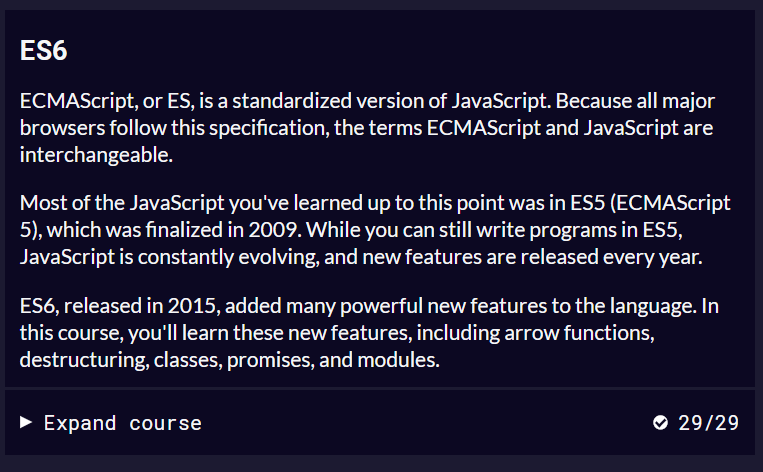 ES6
ECMAScript, or ES, is a standardized version of JavaScript. Because all major
browsers follow this specification, the terms ECMAScript and JavaScript are
interchangeable.
Most of the JavaScript you've learned up to this point was in ES5 (ECMAScript
5), which was finalized in 2009. While you can still write programs in ES5,
JavaScript is constantly evolving, and new features are released every year.
ES6, released in 2015, added many powerful new features to the language. In
this course, you'll learn these new features, including arrow functions,
destructuring, classes, promises, and modules.
Expand course 29/29